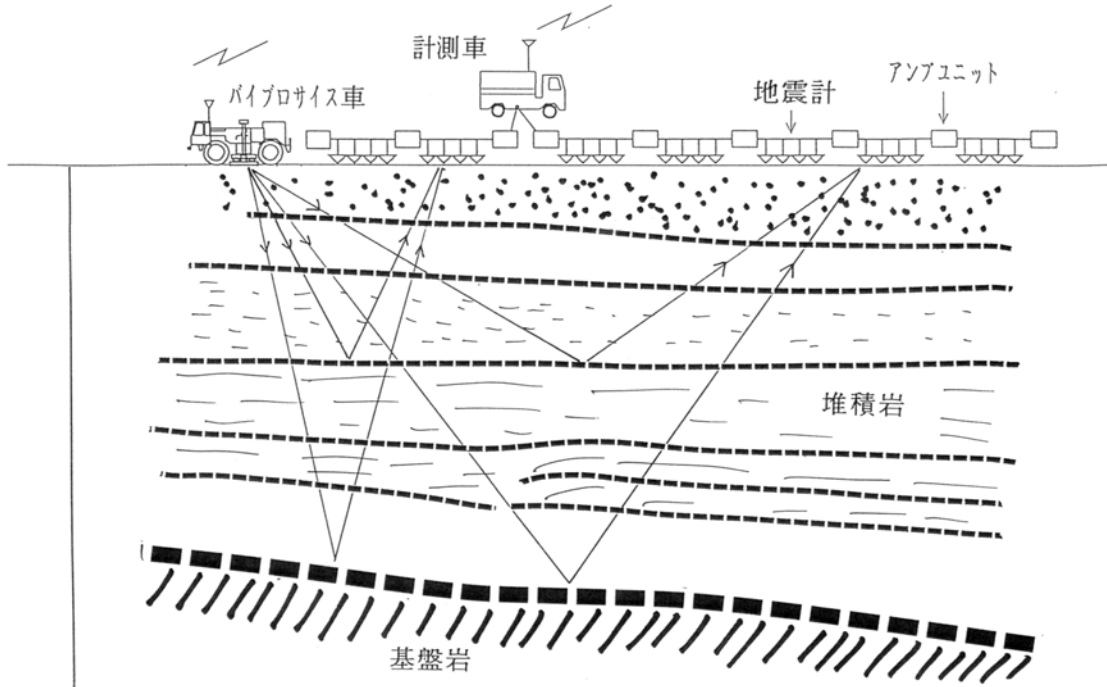 計測車
アンプユニット
バイブロサイス車
地震計
堆積岩
基盤岩